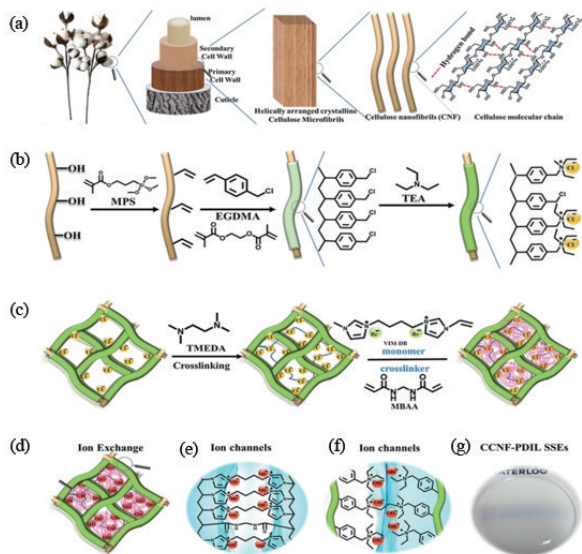 (a)
lumen
Secondary
Cell Wall
Primary
Cell Wall
Cuticle
Helically arranged crystalline
Cellulose Microfibrils
Cellulose nanofibrils (CNF)
Hydrogen bond
Cellulose molecular chain
(b)
OH
OH
OH
MPS
EGDMA
Cl
Cl
Cl
Cl
TEA
(c)
TMEDA
Crosslinking
VIM-DB
monomer
crosslinker
MBAA
(d)
Ion Exchange
(e)
Ion channels
(f)
Ion channels
(g)
CCNF-PDIL SSEs